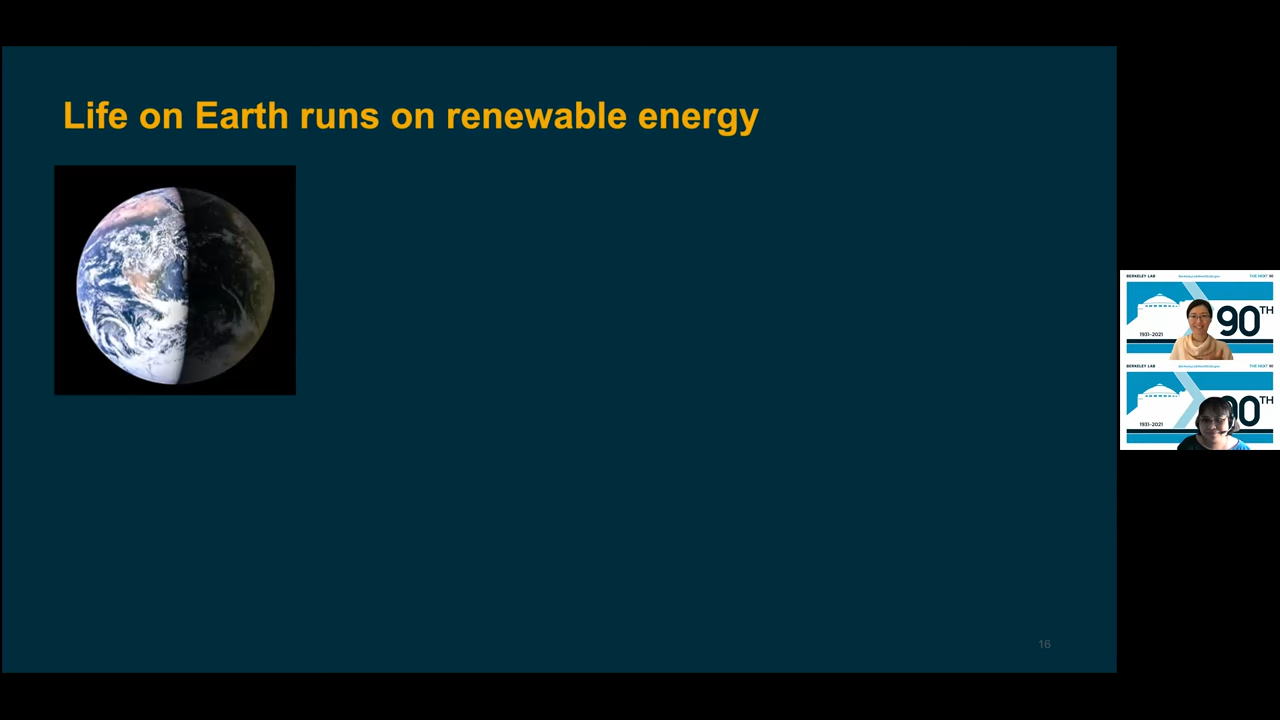 Life on Earth runs on renewable energy
16
BERKELEY LAB
THE NEXT 90
90TH
1931-2021
BERKELEY LAB
THE NEXT 90
90TH
1931-2021